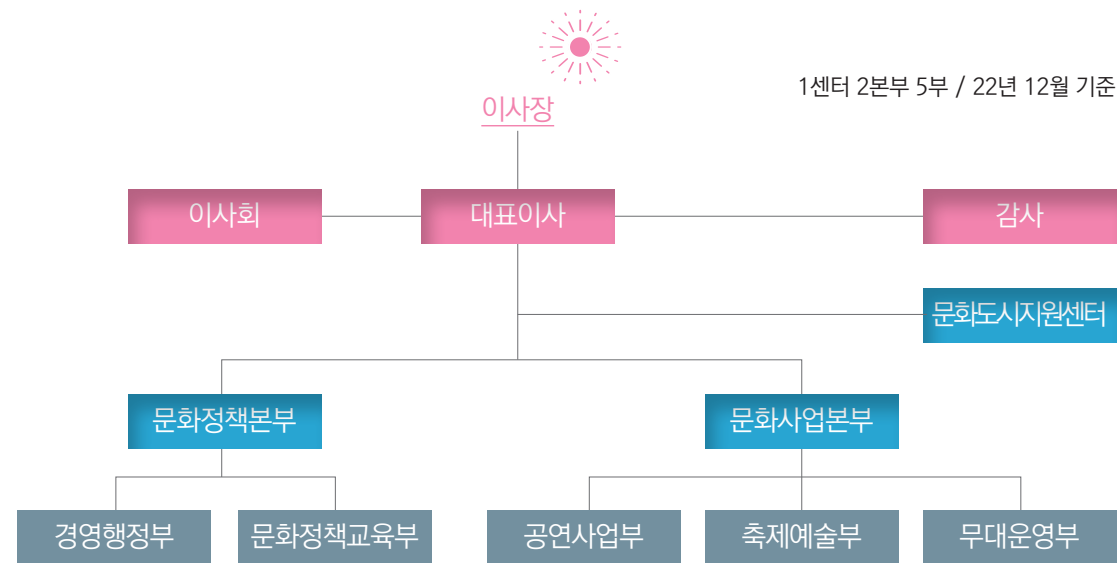 1센터 2본부 5부 / 22년 12월 기준
이사장
이사회
대표이사
감사
문화도시지원센터
문화정책본부
문화사업본부
경영행정부
문화정책교육부
공연사업부
축제예술부
무대운영부